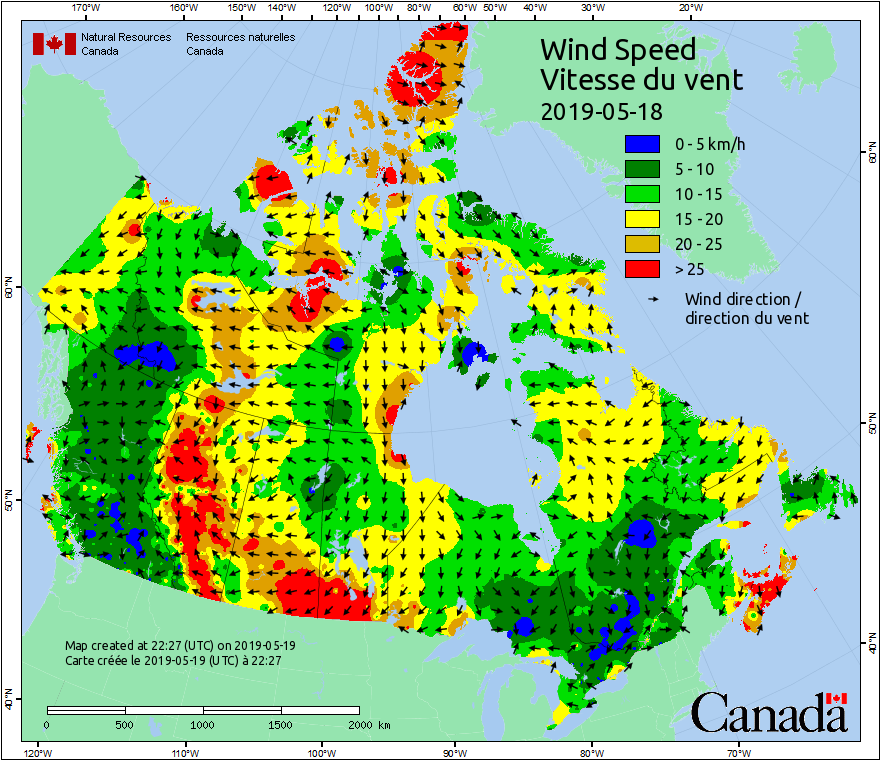 170°W 160°W 150°W 140°W 130°W 120°W 110°W 100°W 90°W 80°W 70°W 60°W 50°W 40°W 30°W 20°W
Natural Resources Canada
Ressources naturelles Canada
Wind Speed
Vitesse du vent
2019-05-18
0 - 5 km/h
5 - 10
10 - 15
15 - 20
20 - 25
> 25
Wind direction /
direction du vent
60°N
50°N
40°N
60°N
50°N
40°N
Map created at 22:27 (UTC) on 2019-05-19
Carte créée le 2019-05-19 (UTC) à 22:27
0 500 1000 1500 2000 km
Canada
120°W 110°W 100°W 90°W 80°W 70°W